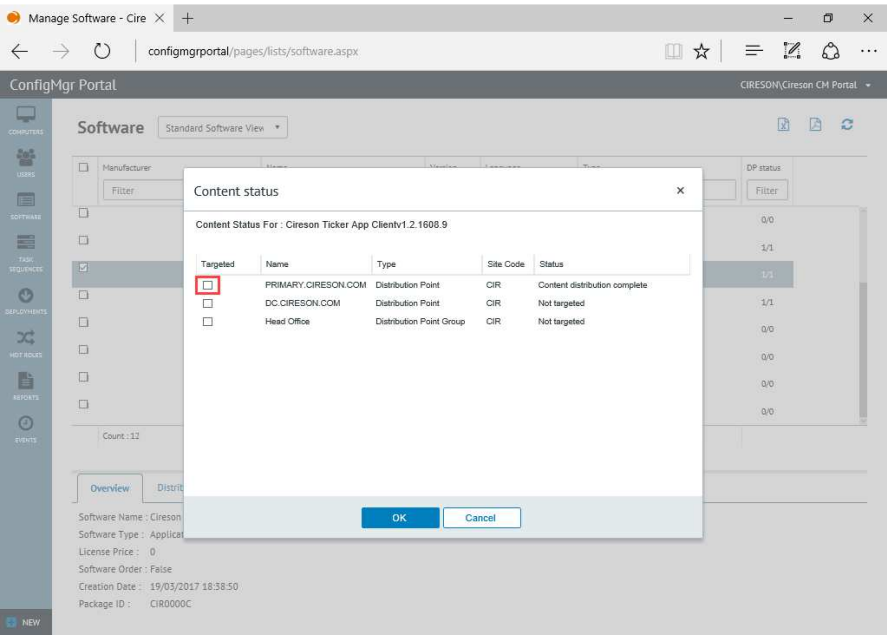 Manage Software - Cire
configmgrportal/pages/lists/software.aspx
ConfigMgr Portal
CIRESON\Cireson CM Portal
COMPUTERS
USERS
SOFTWARE
TASK SEQUENCES
DEPLOYMENTS
REPORTS
EVENTS
NEW
Software
Standard Software View
Manufacturer
DP status
Filter
Filter
0/0
1/1
1/1
1/1
0/0
0/0
0/0
0/0
Count : 12
Content status
Content Status For : Cireson Ticker App Clientv1.2.1608.9
Targeted Name Type Site Code Status
PRIMARY.CIRESON.COM Distribution Point CIR Content distribution complete
DC.CIRESON.COM Distribution Point CIR Not targeted
Head Office Distribution Point Group CIR Not targeted
OK Cancel
Overview Distrib
Software Name : Cireson
Software Type : Applicat
License Price : 0
Software Order : False
Creation Date : 19/03/2017 18:38:50
Package ID : CIR0000C